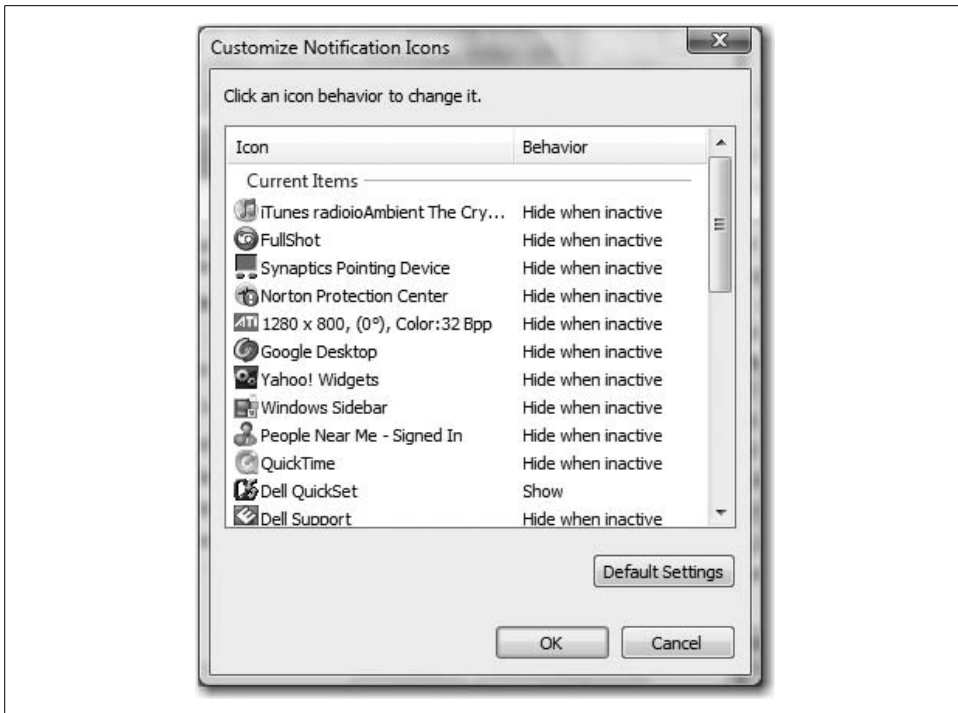 Customize Notification Icons
X
Click an icon behavior to change it.
Icon Behavior
Current Items
iTunes radioioAmbient The Cry... Hide when inactive
FullShot Hide when inactive
Synaptics Pointing Device Hide when inactive
Norton Protection Center Hide when inactive
ATI 1280 x 800, (0°), Color:32 Bpp Hide when inactive
Google Desktop Hide when inactive
Yahoo! Widgets Hide when inactive
Windows Sidebar Hide when inactive
People Near Me - Signed In Hide when inactive
QuickTime Hide when inactive
Dell QuickSet Show
Dell Support Hide when inactive
Default Settings
OK Cancel